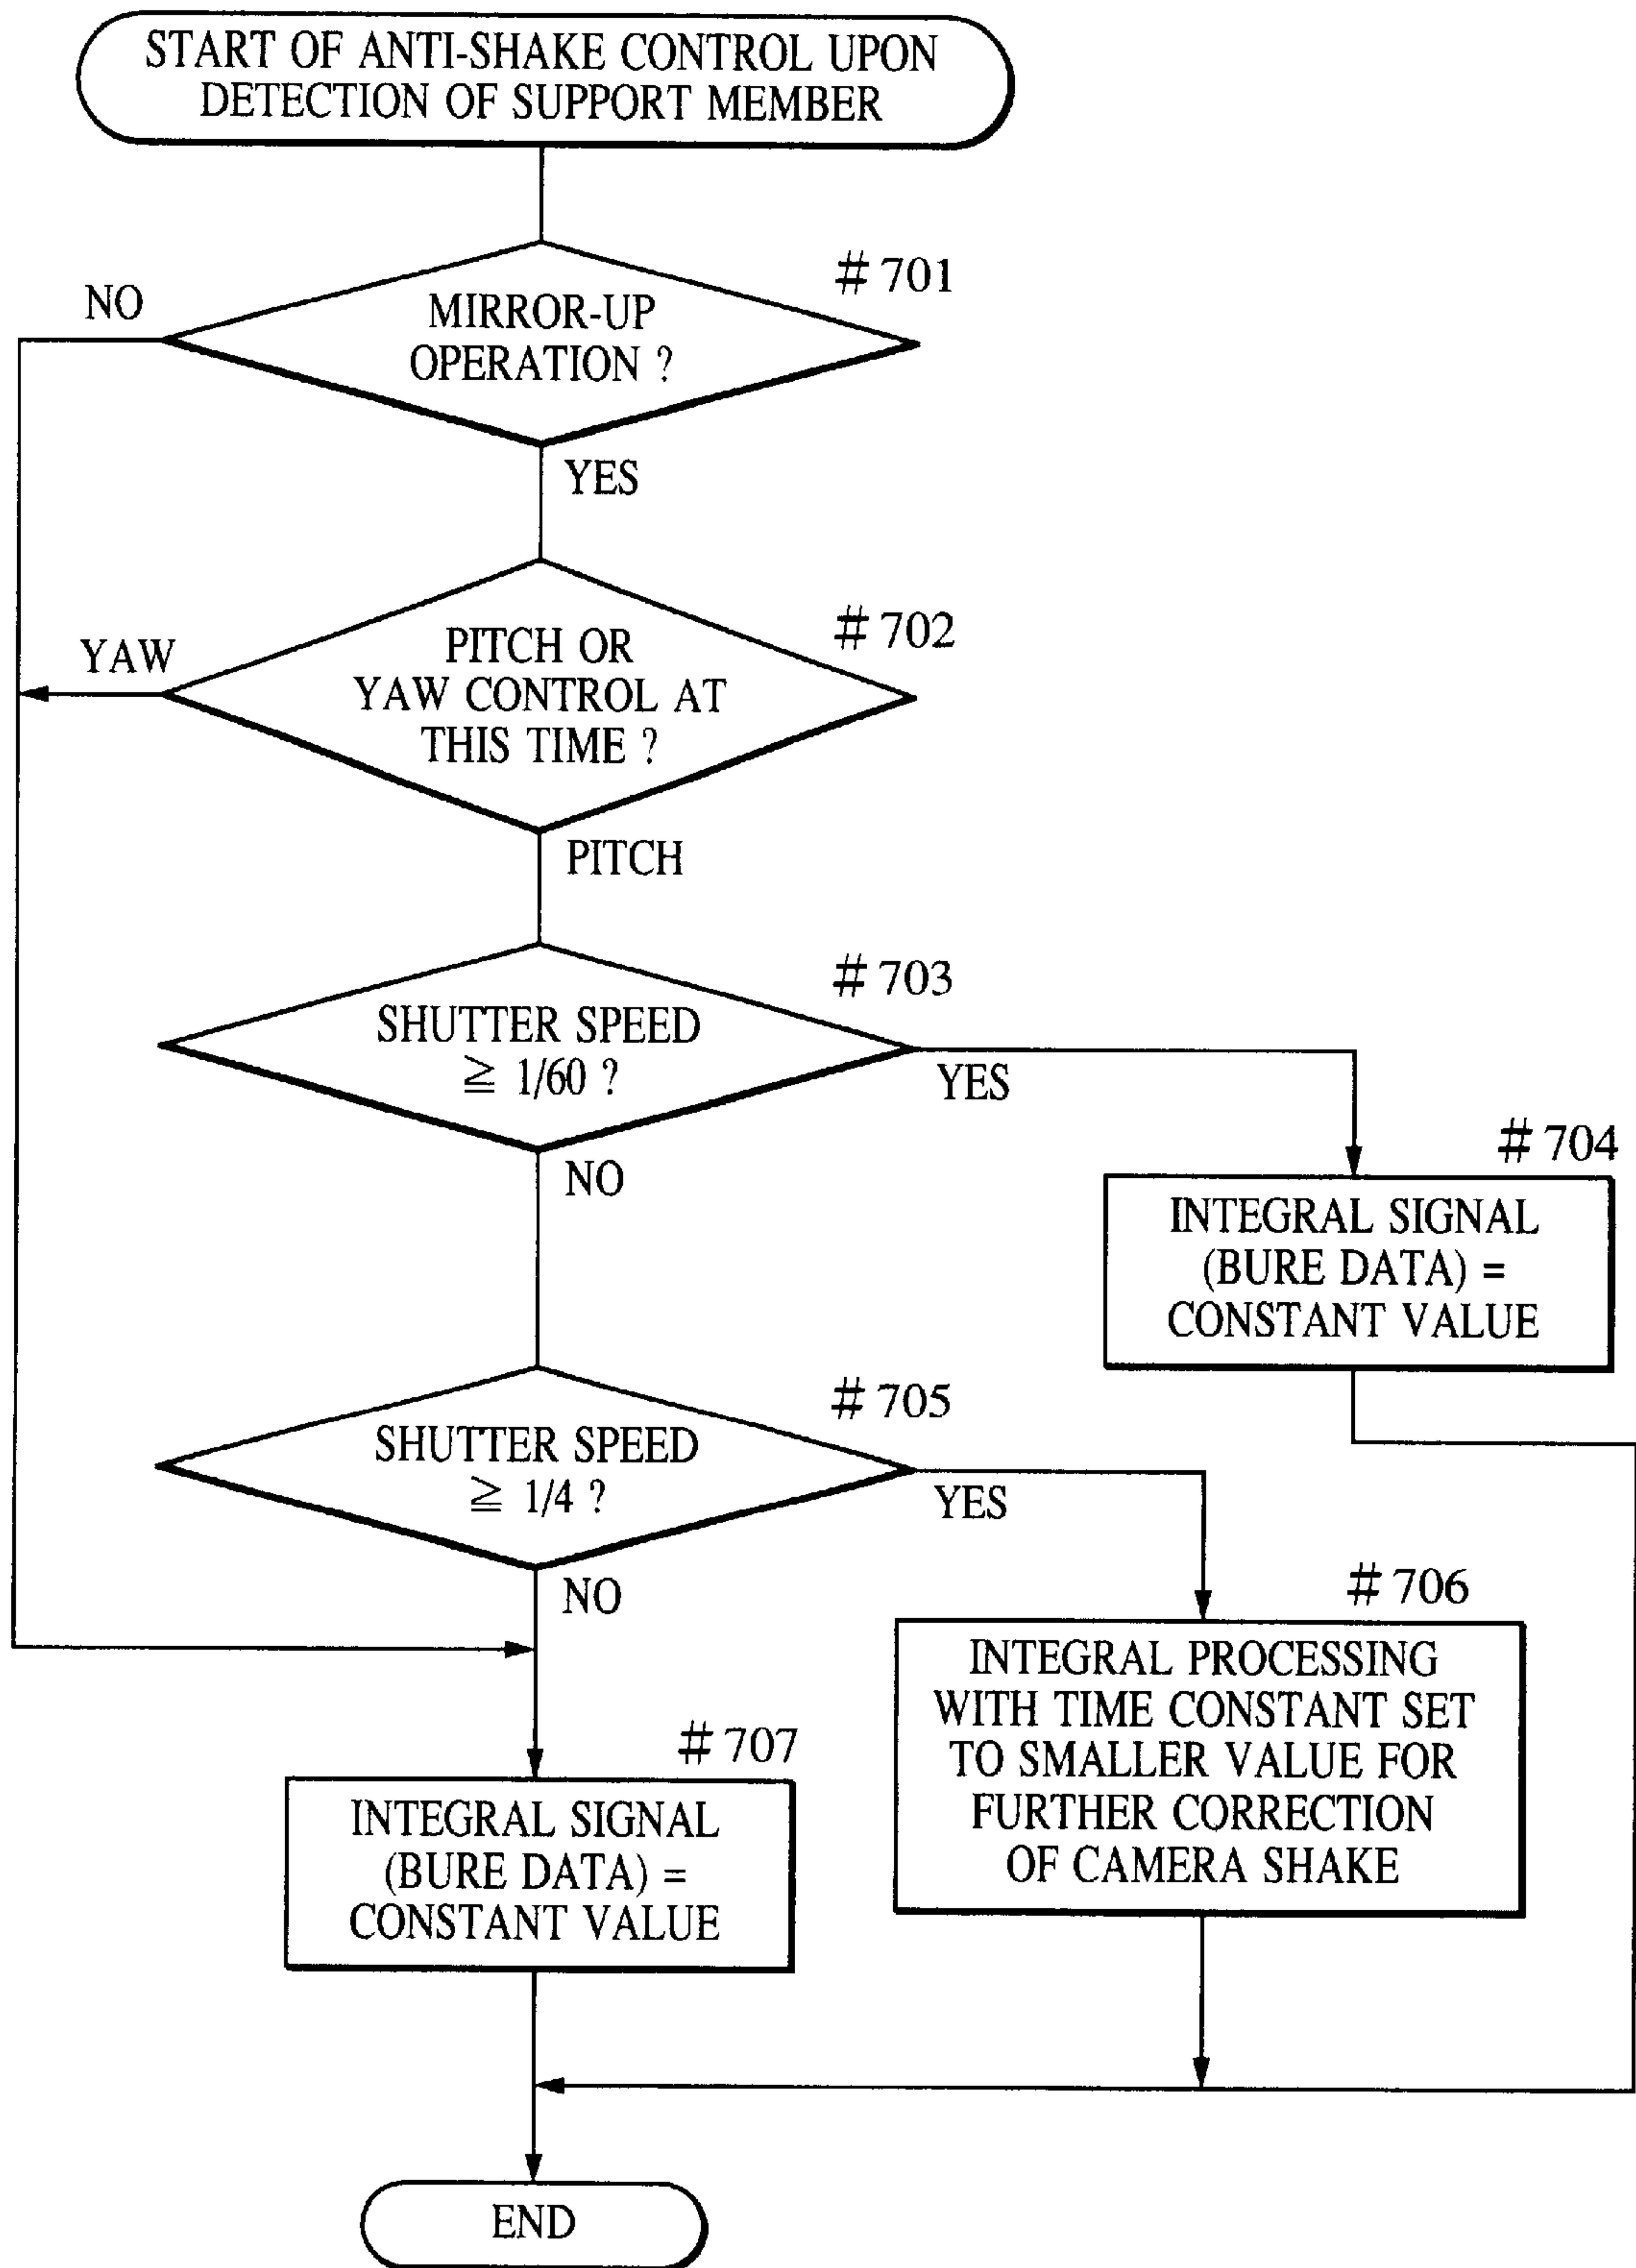 START OF ANTI-SHAKE CONTROL UPON
DETECTION OF SUPPORT MEMBER
# 701
NO
MIRROR-UP
OPERATION ?
YES
# 702
YAW
PITCH OR
YAW CONTROL AT
THIS TIME ?
PITCH
# 703
SHUTTER SPEED
≧ 1/60 ?
YES
NO
# 704
INTEGRAL SIGNAL
(BURE DATA) =
CONSTANT VALUE
# 705
SHUTTER SPEED
≧ 1/4 ?
YES
NO
# 706
INTEGRAL PROCESSING
WITH TIME CONSTANT SET
TO SMALLER VALUE FOR
FURTHER CORRECTION
OF CAMERA SHAKE
# 707
INTEGRAL SIGNAL
(BURE DATA) =
CONSTANT VALUE
END